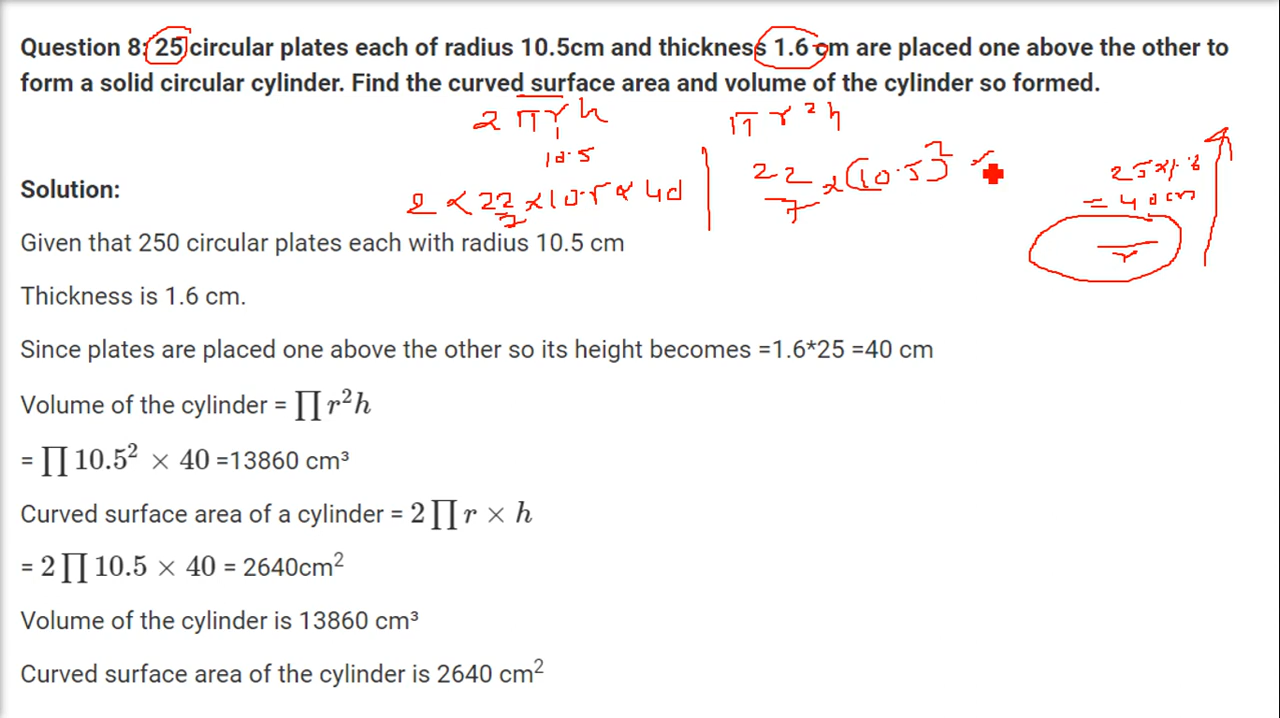 Question 8: 25 circular plates each of radius 10.5cm and thickness 1.6 cm are placed one above the other to
form a solid circular cylinder. Find the curved surface area and volume of the cylinder so formed.
2 π r h
π r² h
10.5
2 × 22/7 × 10.5 × 40
22/7 × (10.5)² ×
25×1.6
= 40cm
r
Solution:
Given that 250 circular plates each with radius 10.5 cm
Thickness is 1.6 cm.
Since plates are placed one above the other so its height becomes =1.6*25 =40 cm
Volume of the cylinder = ∏ r²h
= ∏ 10.5² × 40 =13860 cm³
Curved surface area of a cylinder = 2 ∏ r × h
= 2 ∏ 10.5 × 40 = 2640cm²
Volume of the cylinder is 13860 cm³
Curved surface area of the cylinder is 2640 cm²